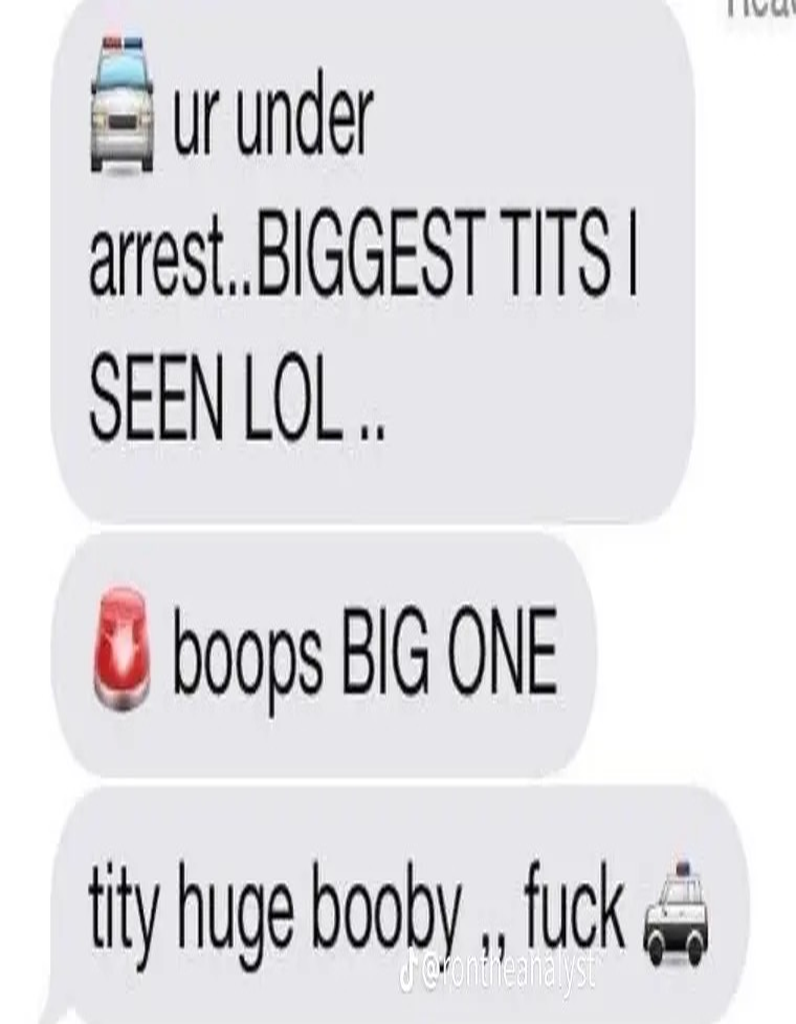 🚔 ur under
arrest..BIGGEST TITS I
SEEN LOL ..
🚨 boops BIG ONE
tity huge booby ,, fuck 🚓
@rontheanalyst